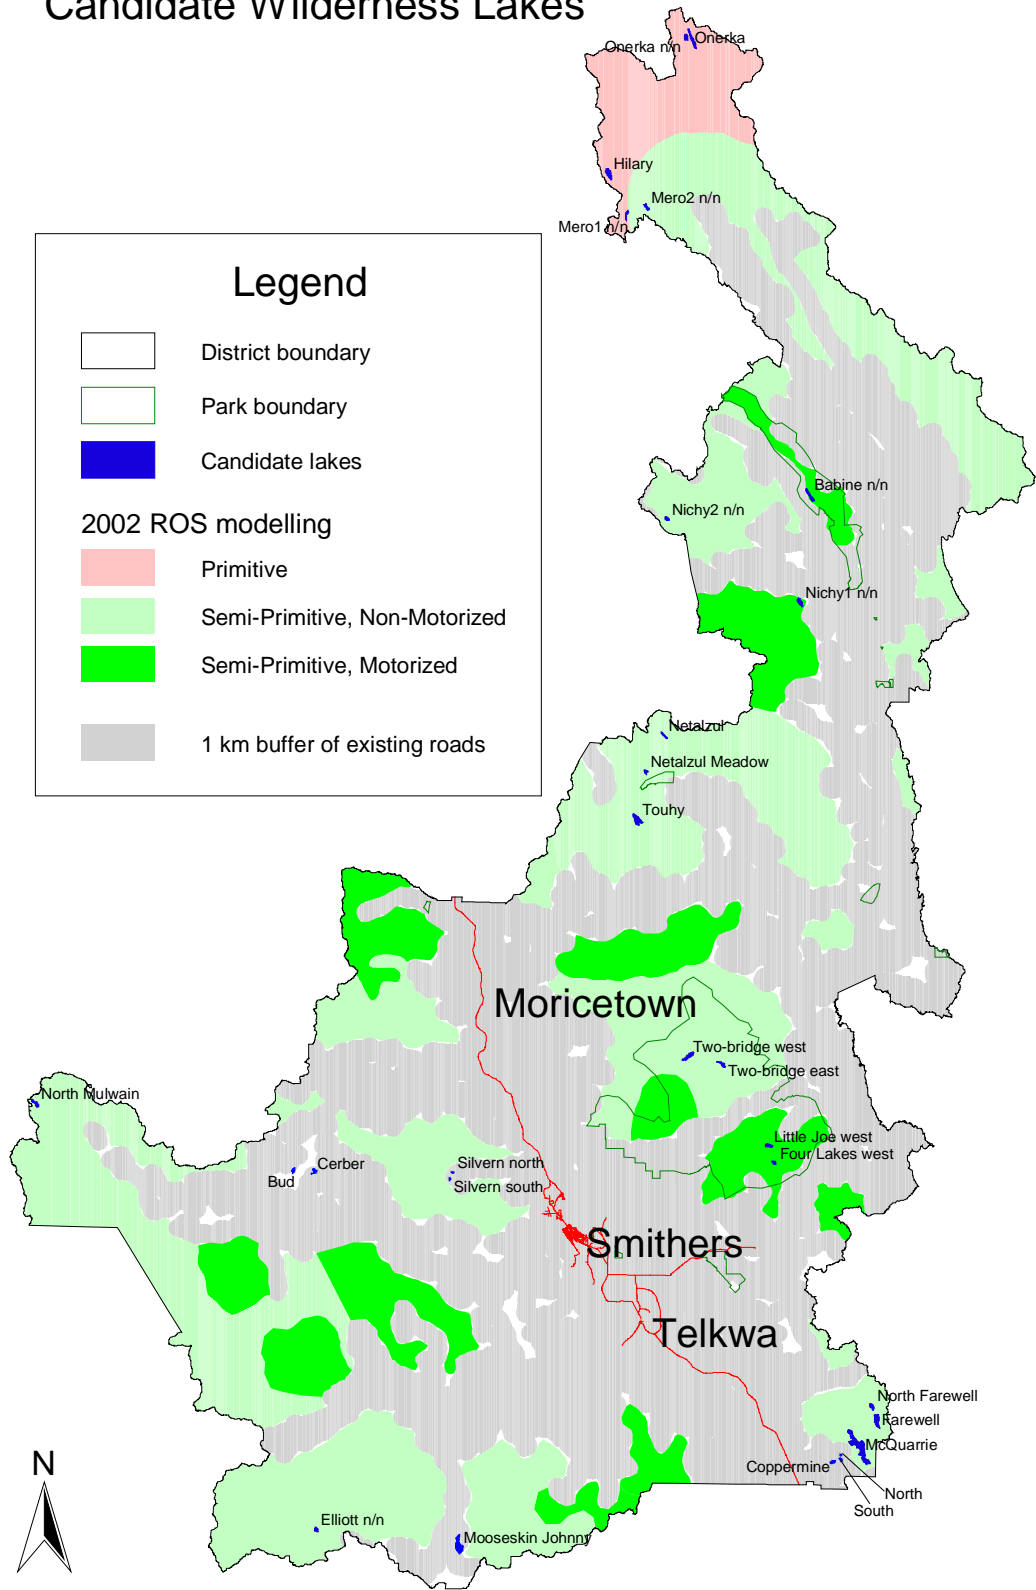 Candidate Wilderness Lakes
Onerka
Onerka n/n
Hilary
Mero2 n/n
Mero1 n/n
Legend
District boundary
Park boundary
Candidate lakes
2002 ROS modelling
Primitive
Semi-Primitive, Non-Motorized
Semi-Primitive, Motorized
1 km buffer of existing roads
Babine n/n
Nichy2 n/n
Nichy1 n/n
Netalzul
Netalzul Meadow
Touhy
Moricetown
Two-bridge west
Two-bridge east
North Mulwain
Little Joe west
Four Lakes west
Cerber
Bud
Silvern north
Silvern south
Smithers
Telkwa
North Farewell
Farewell
McQuarrie
Coppermine
North
South
N
Elliott n/n
Mooseskin Johnny